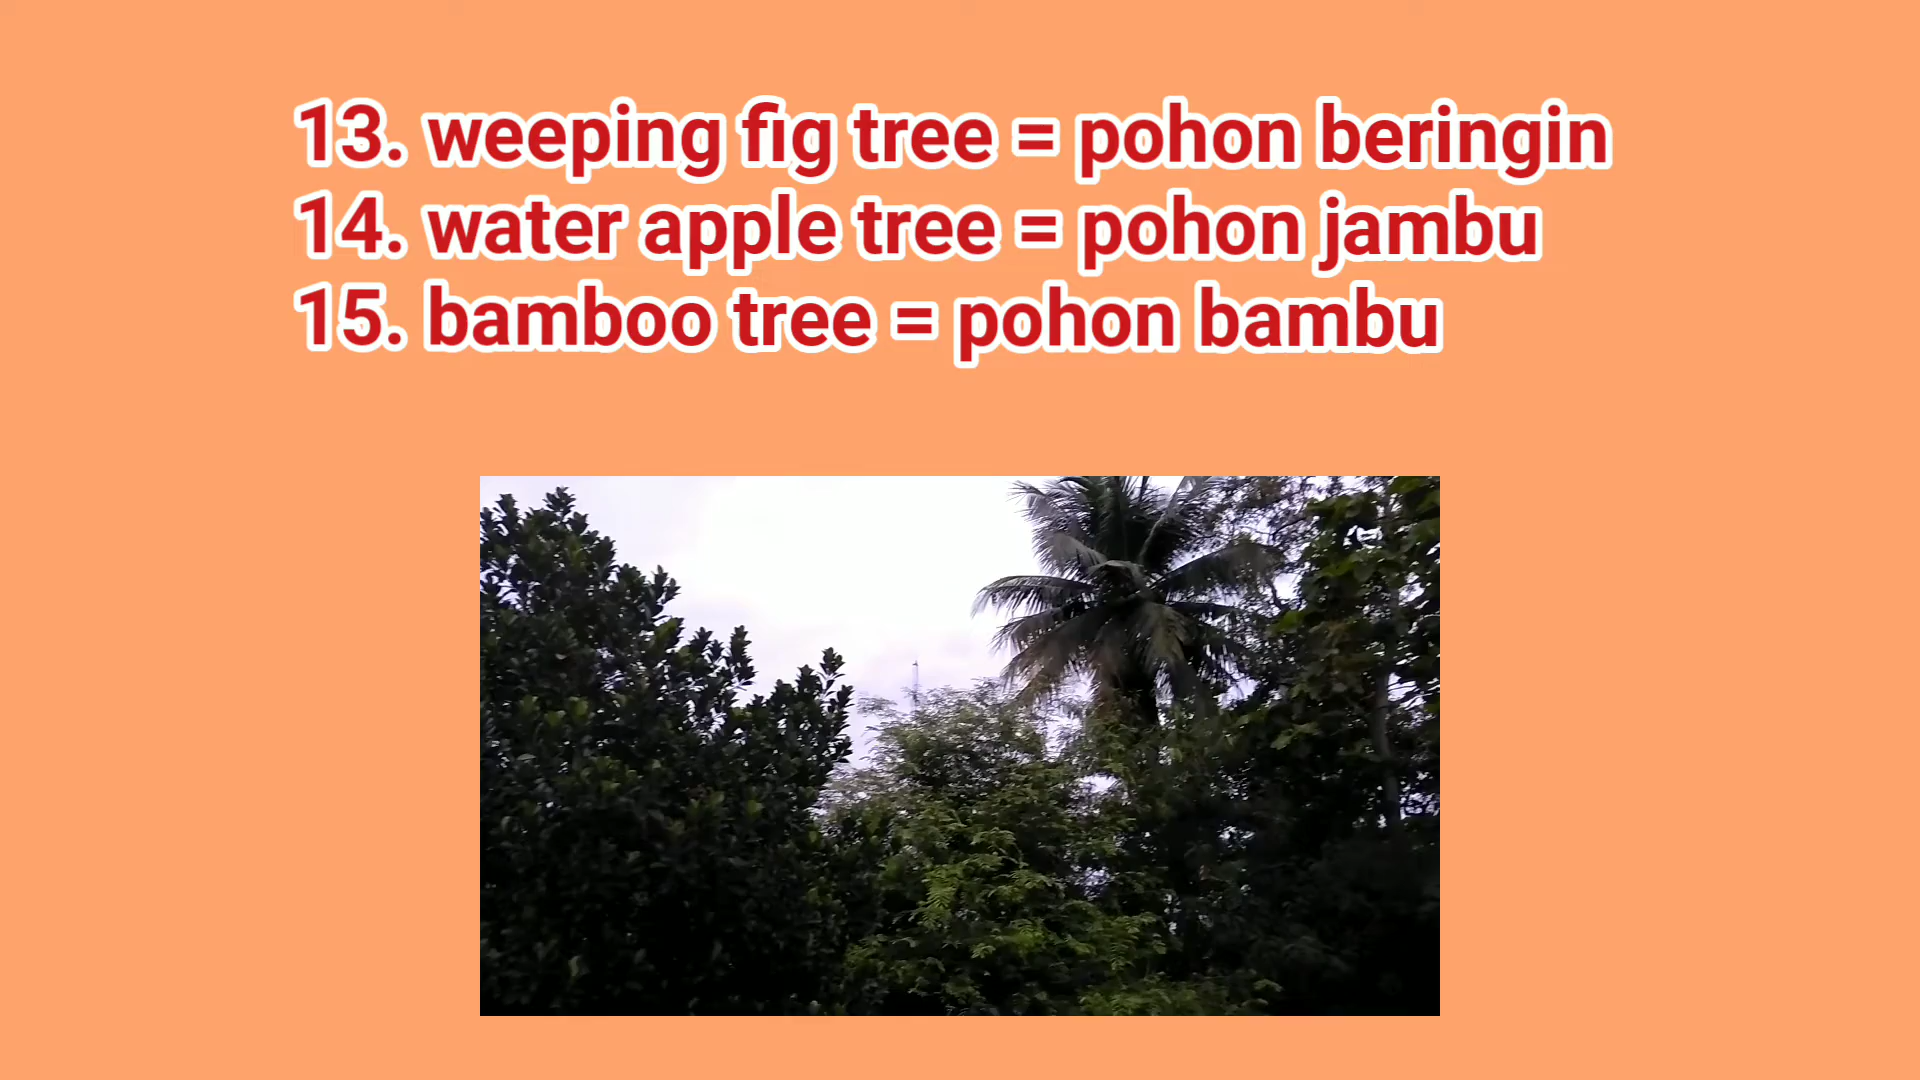 13. weeping fig tree = pohon beringin
14. water apple tree = pohon jambu
15. bamboo tree = pohon bambu